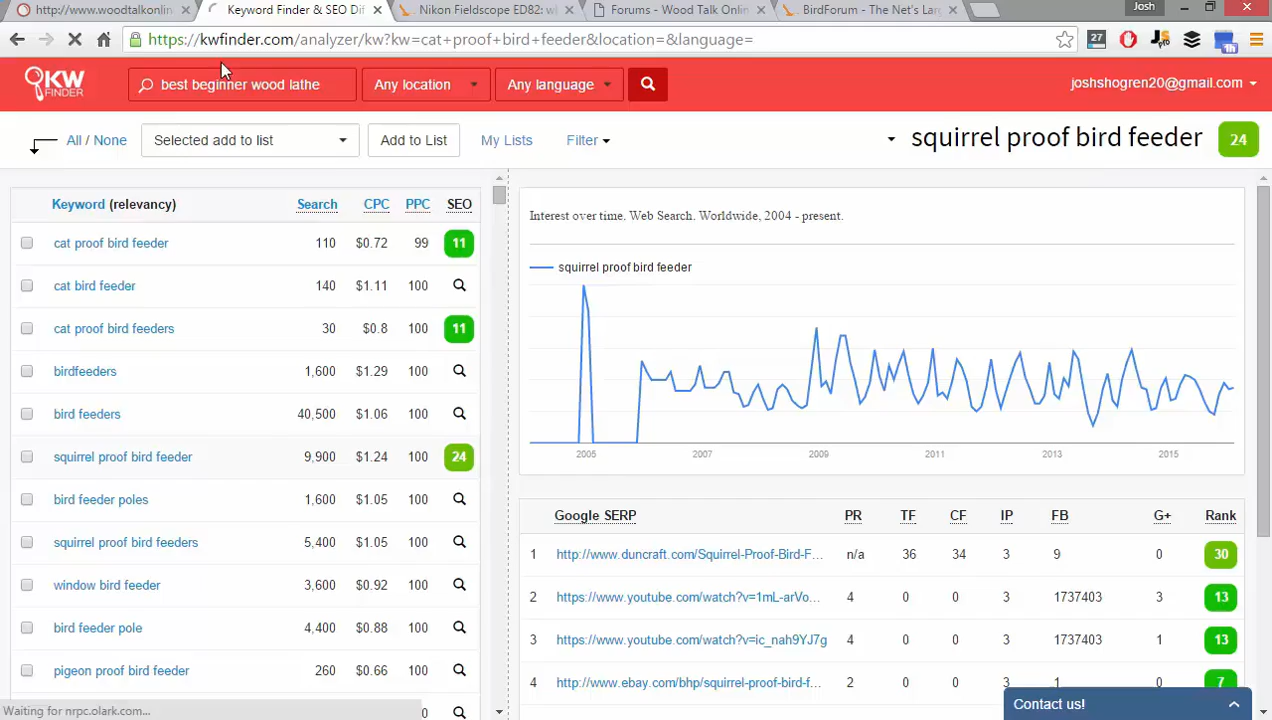 http://www.woodtalkonlin
Keyword Finder & SEO Di
Nikon Fieldscope ED82: w
Forums - Wood Talk Onlin
BirdForum - The Net's Lar
Josh
https://kwfinder.com/analyzer/kw?kw=cat+proof+bird+feeder&location=&language=
27
1h
KW FINDER
best beginner wood lathe
Any location
Any language
joshshogren20@gmail.com
All / None
Selected add to list
Add to List
My Lists
Filter
squirrel proof bird feeder
24
Keyword (relevancy) Search CPC PPC SEO
cat proof bird feeder 110 $0.72 99 11
cat bird feeder 140 $1.11 100
cat proof bird feeders 30 $0.8 100 11
birdfeeders 1,600 $1.29 100
bird feeders 40,500 $1.06 100
squirrel proof bird feeder 9,900 $1.24 100 24
bird feeder poles 1,600 $1.05 100
squirrel proof bird feeders 5,400 $1.05 100
window bird feeder 3,600 $0.92 100
bird feeder pole 4,400 $0.88 100
pigeon proof bird feeder 260 $0.66 100
Waiting for nrpc.olark.com...
Interest over time. Web Search. Worldwide, 2004 - present.
squirrel proof bird feeder
2005 2007 2009 2011 2013 2015
Google SERP PR TF CF IP FB G+ Rank
1 http://www.duncraft.com/Squirrel-Proof-Bird-F... n/a 36 34 3 9 0 30
2 https://www.youtube.com/watch?v=1mL-arVo... 4 0 0 3 1737403 3 13
3 https://www.youtube.com/watch?v=ic_nah9YJ7g 4 0 0 3 1737403 1 13
4 http://www.ebay.com/bhp/squirrel-proof-bird-f... 2 0 0 3 1 0 7
Contact us!